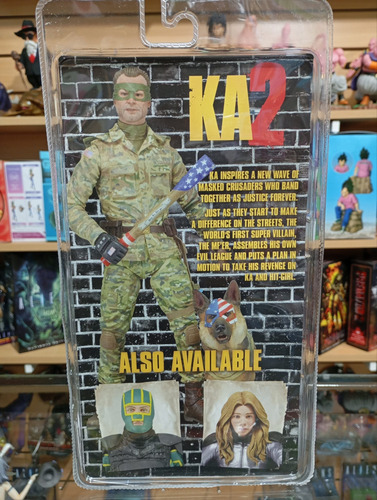 KA2
KA INSPIRES A NEW WAVE OF
MASKED CRUSADERS WHO BAND
TOGETHER AS JUSTICE FOREVER.
JUST AS THEY START TO MAKE
A DIFFERENCE ON THE STREETS, THE
WORLD'S FIRST SUPER VILLAIN,
THE MF'ER, ASSEMBLES HIS OWN
EVIL LEAGUE AND PUTS A PLAN IN
MOTION TO TAKE HIS REVENGE ON
KA AND HIT-GIRL.
ALSO AVAILABLE